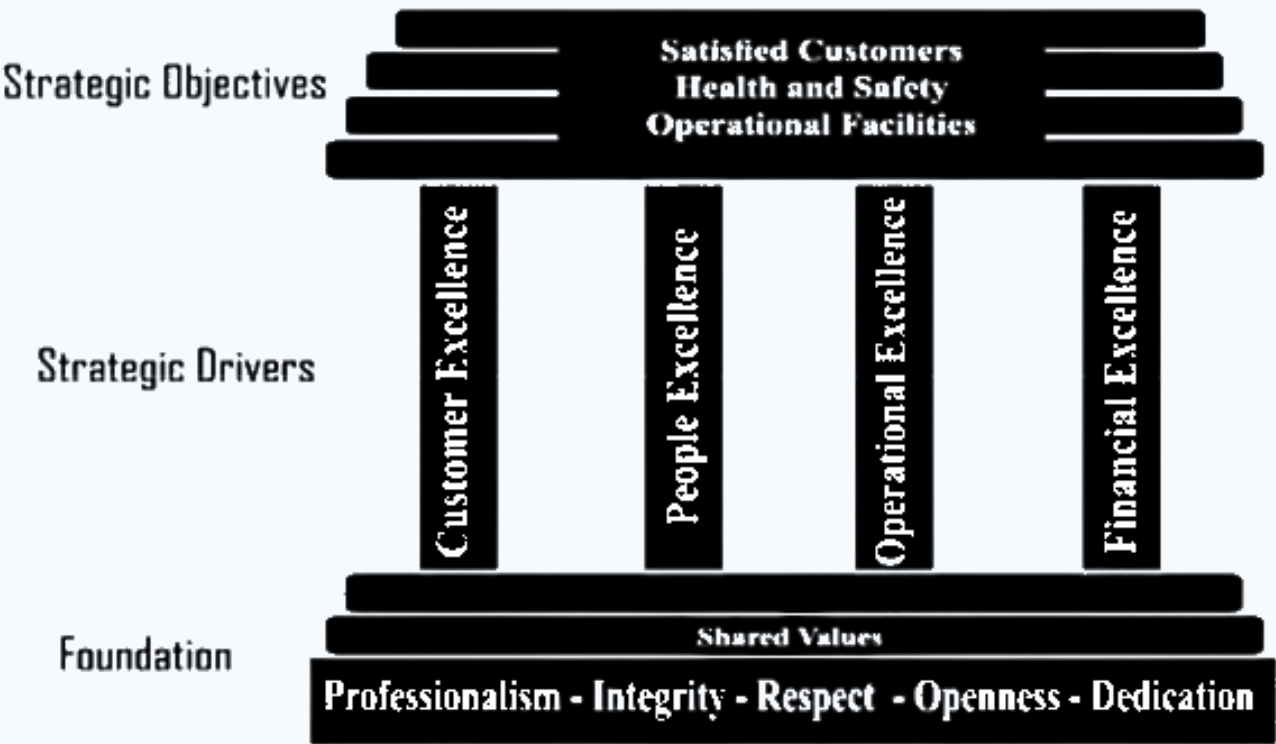 Strategic Objectives
Satisfied Customers
Health and Safety
Operational Facilities
Strategic Drivers
Customer Excellence
People Excellence
Operational Excellence
Financial Excellence
Foundation
Shared Values
Professionalism - Integrity - Respect - Openness - Dedication